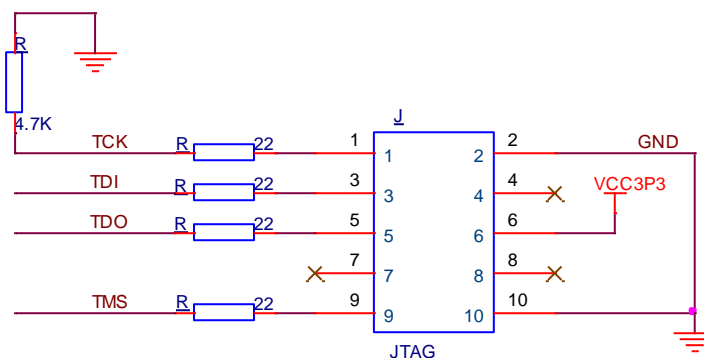 R
4.7K
J
TCK R 22 1 1 2 2 GND
TDI R 22 3 3 4 4 VCC3P3
TDO R 22 5 5 6 6
7 7 8 8
TMS R 22 9 9 10 10
JTAG